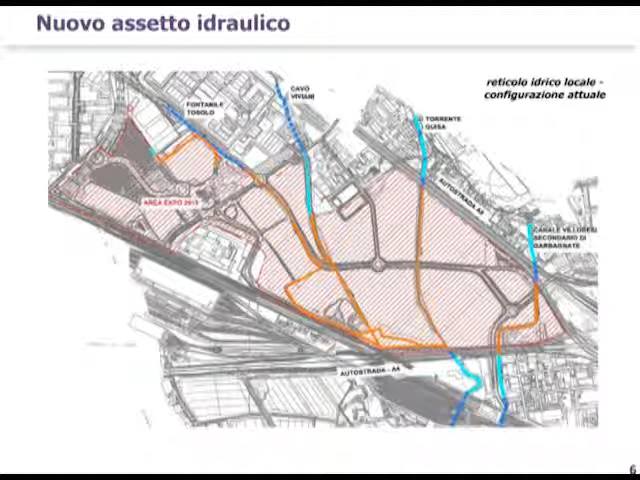 Nuovo assetto idraulico
reticolo idrico locale -
configurazione attuale
CAVO
VIVIANI
FONTANILE
TOSOLO
TORRENTE
GUISA
AUTOSTRADA A8
AREA EXPO 2015
CANALE VILLORESI
SECONDARIO DI
GARBAGNATE
AUTOSTRADA - A4
6